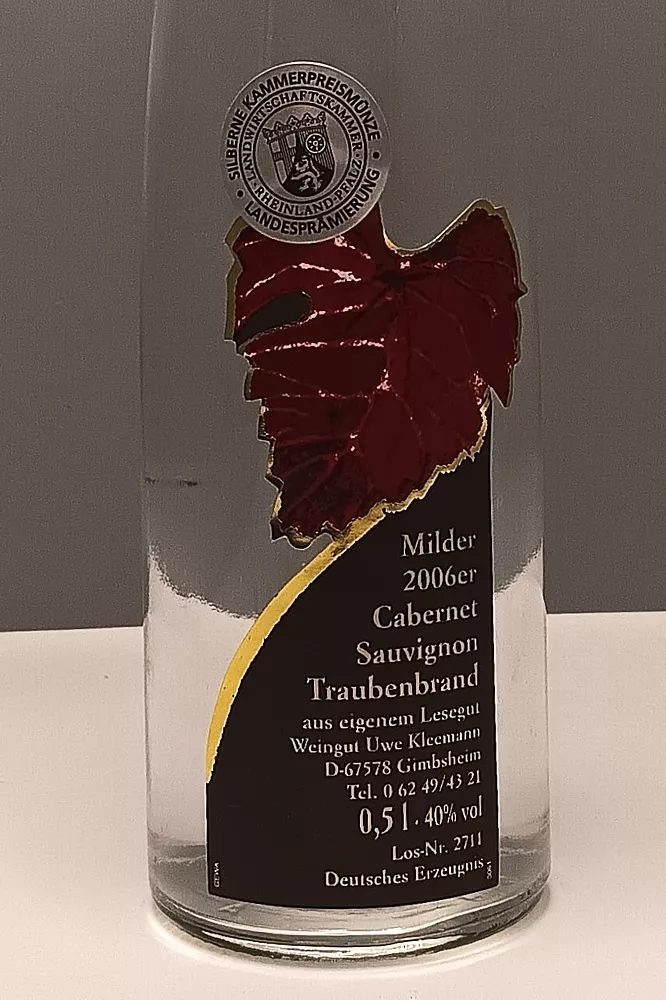 SILBERNE KAMMERPREISMÜNZE
LANDWIRTSCHAFTSKAMMER
RHEINLAND-PFALZ
LANDESPRÄMIERUNG
Milder
2006er
Cabernet
Sauvignon
Traubenbrand
aus eigenem Lesegut
Weingut Uwe Kleemann
D-67578 Gimbsheim
Tel. 0 62 49/43 21
0,5 l · 40% vol
Los-Nr. 2711
Deutsches Erzeugnis
GEWA